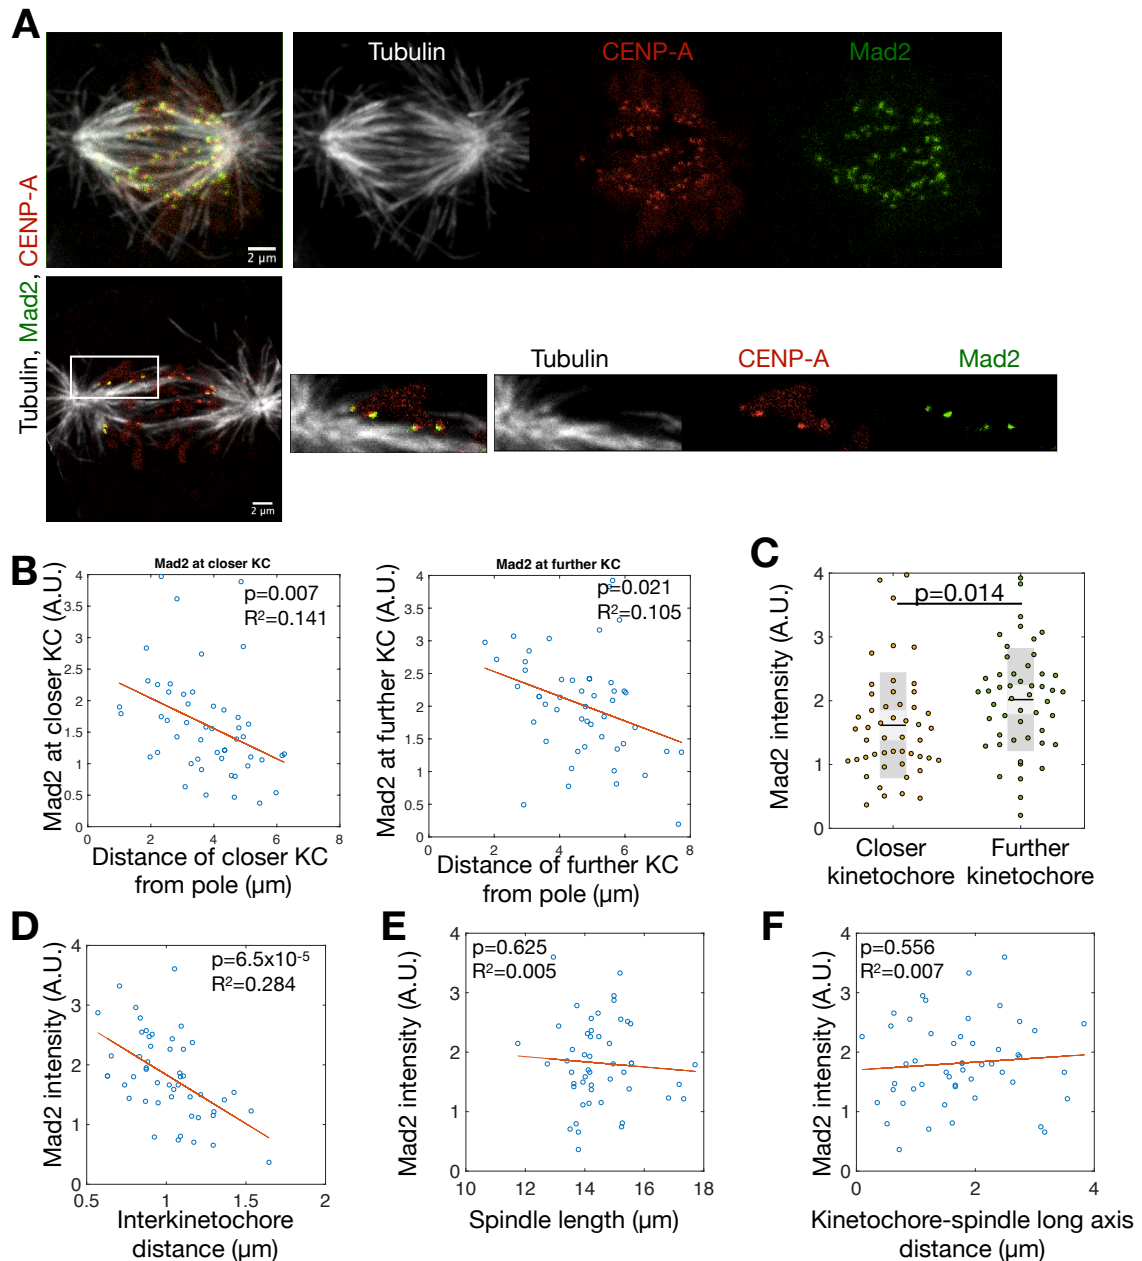 A
Tubulin, Mad2, CENP-A
Tubulin
CENP-A
Mad2
2 µm
Tubulin
CENP-A
Mad2
2 µm
B
Mad2 at closer KC
p=0.007
R²=0.141
Mad2 at closer KC (A.U.)
4
3.5
3
2.5
2
1.5
1
0.5
0
0 2 4 6 8
Distance of closer KC
from pole (µm)
Mad2 at further KC
p=0.021
R²=0.105
Mad2 at further KC (A.U.)
4
3.5
3
2.5
2
1.5
1
0.5
0
0 2 4 6 8
Distance of further KC
from pole (µm)
C
p=0.014
Mad2 intensity (A.U.)
4
3
2
1
0
Closer
kinetochore
Further
kinetochore
D
p=6.5x10⁻⁵
R²=0.284
Mad2 intensity (A.U.)
4
3
2
1
0
0.5 1 1.5 2
Interkinetochore
distance (µm)
E
p=0.625
R²=0.005
Mad2 intensity (A.U.)
4
3
2
1
0
10 12 14 16 18
Spindle length (µm)
F
p=0.556
R²=0.007
Mad2 intensity (A.U.)
4
3
2
1
0
0 2 4
Kinetochore-spindle long axis
distance (µm)